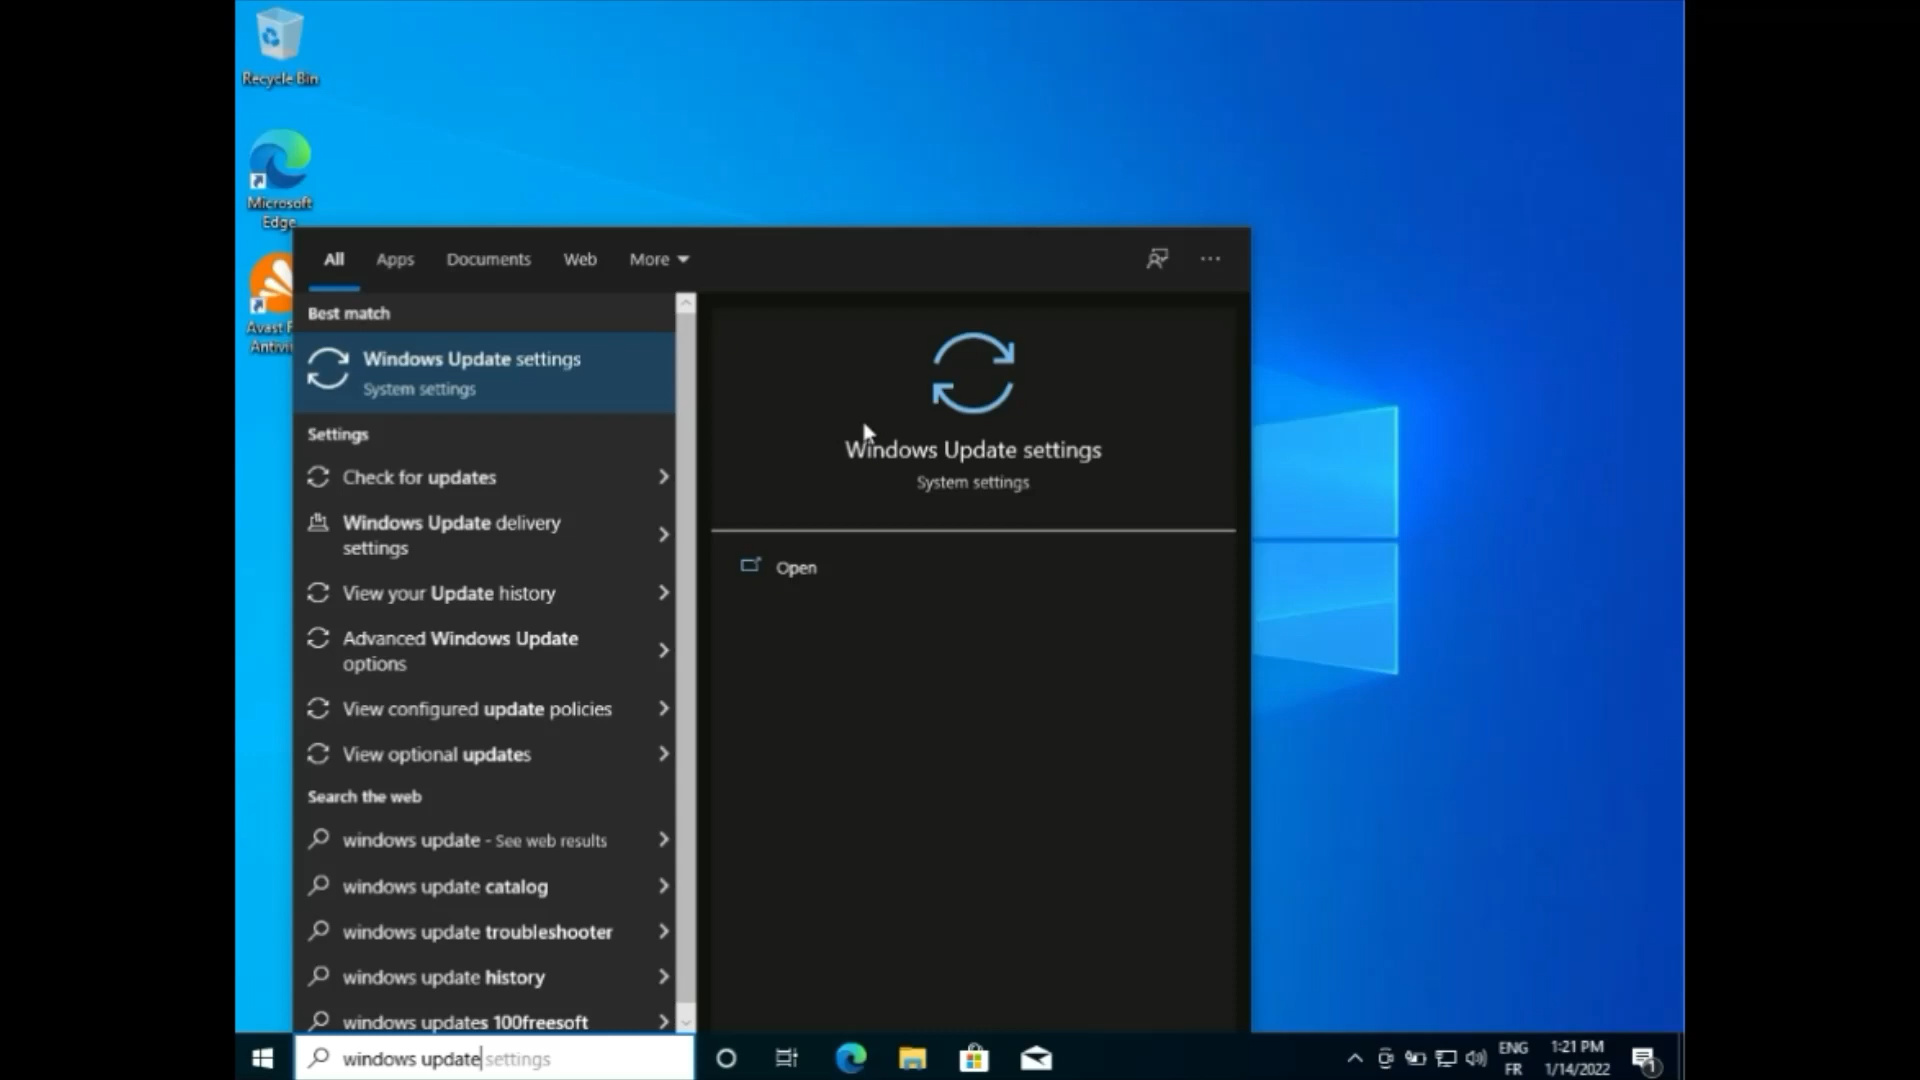 Recycle Bin
Microsoft
Edge
Avast F
Antivi
All Apps Documents Web More
Best match
Windows Update settings
System settings
Settings
Check for updates
Windows Update delivery
settings
View your Update history
Advanced Windows Update
options
View configured update policies
View optional updates
Search the web
windows update - See web results
windows update catalog
windows update troubleshooter
windows update history
windows updates 100freesoft
windows update settings
Windows Update settings
System settings
Open
ENG
FR
1:21 PM
1/14/2022
1